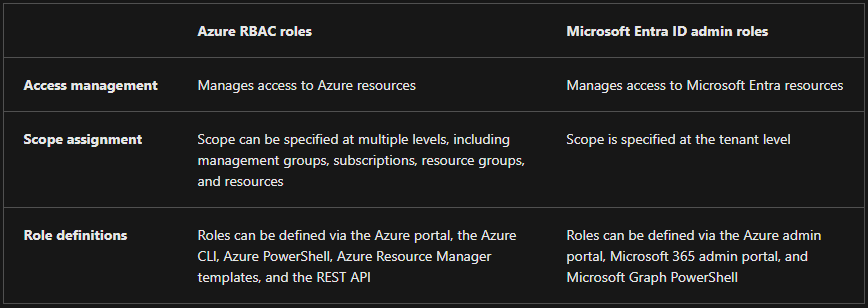 Azure RBAC roles
Microsoft Entra ID admin roles
Access management
Manages access to Azure resources
Manages access to Microsoft Entra resources
Scope assignment
Scope can be specified at multiple levels, including
management groups, subscriptions, resource groups,
and resources
Scope is specified at the tenant level
Role definitions
Roles can be defined via the Azure portal, the Azure
CLI, Azure PowerShell, Azure Resource Manager
templates, and the REST API
Roles can be defined via the Azure admin
portal, Microsoft 365 admin portal, and
Microsoft Graph PowerShell